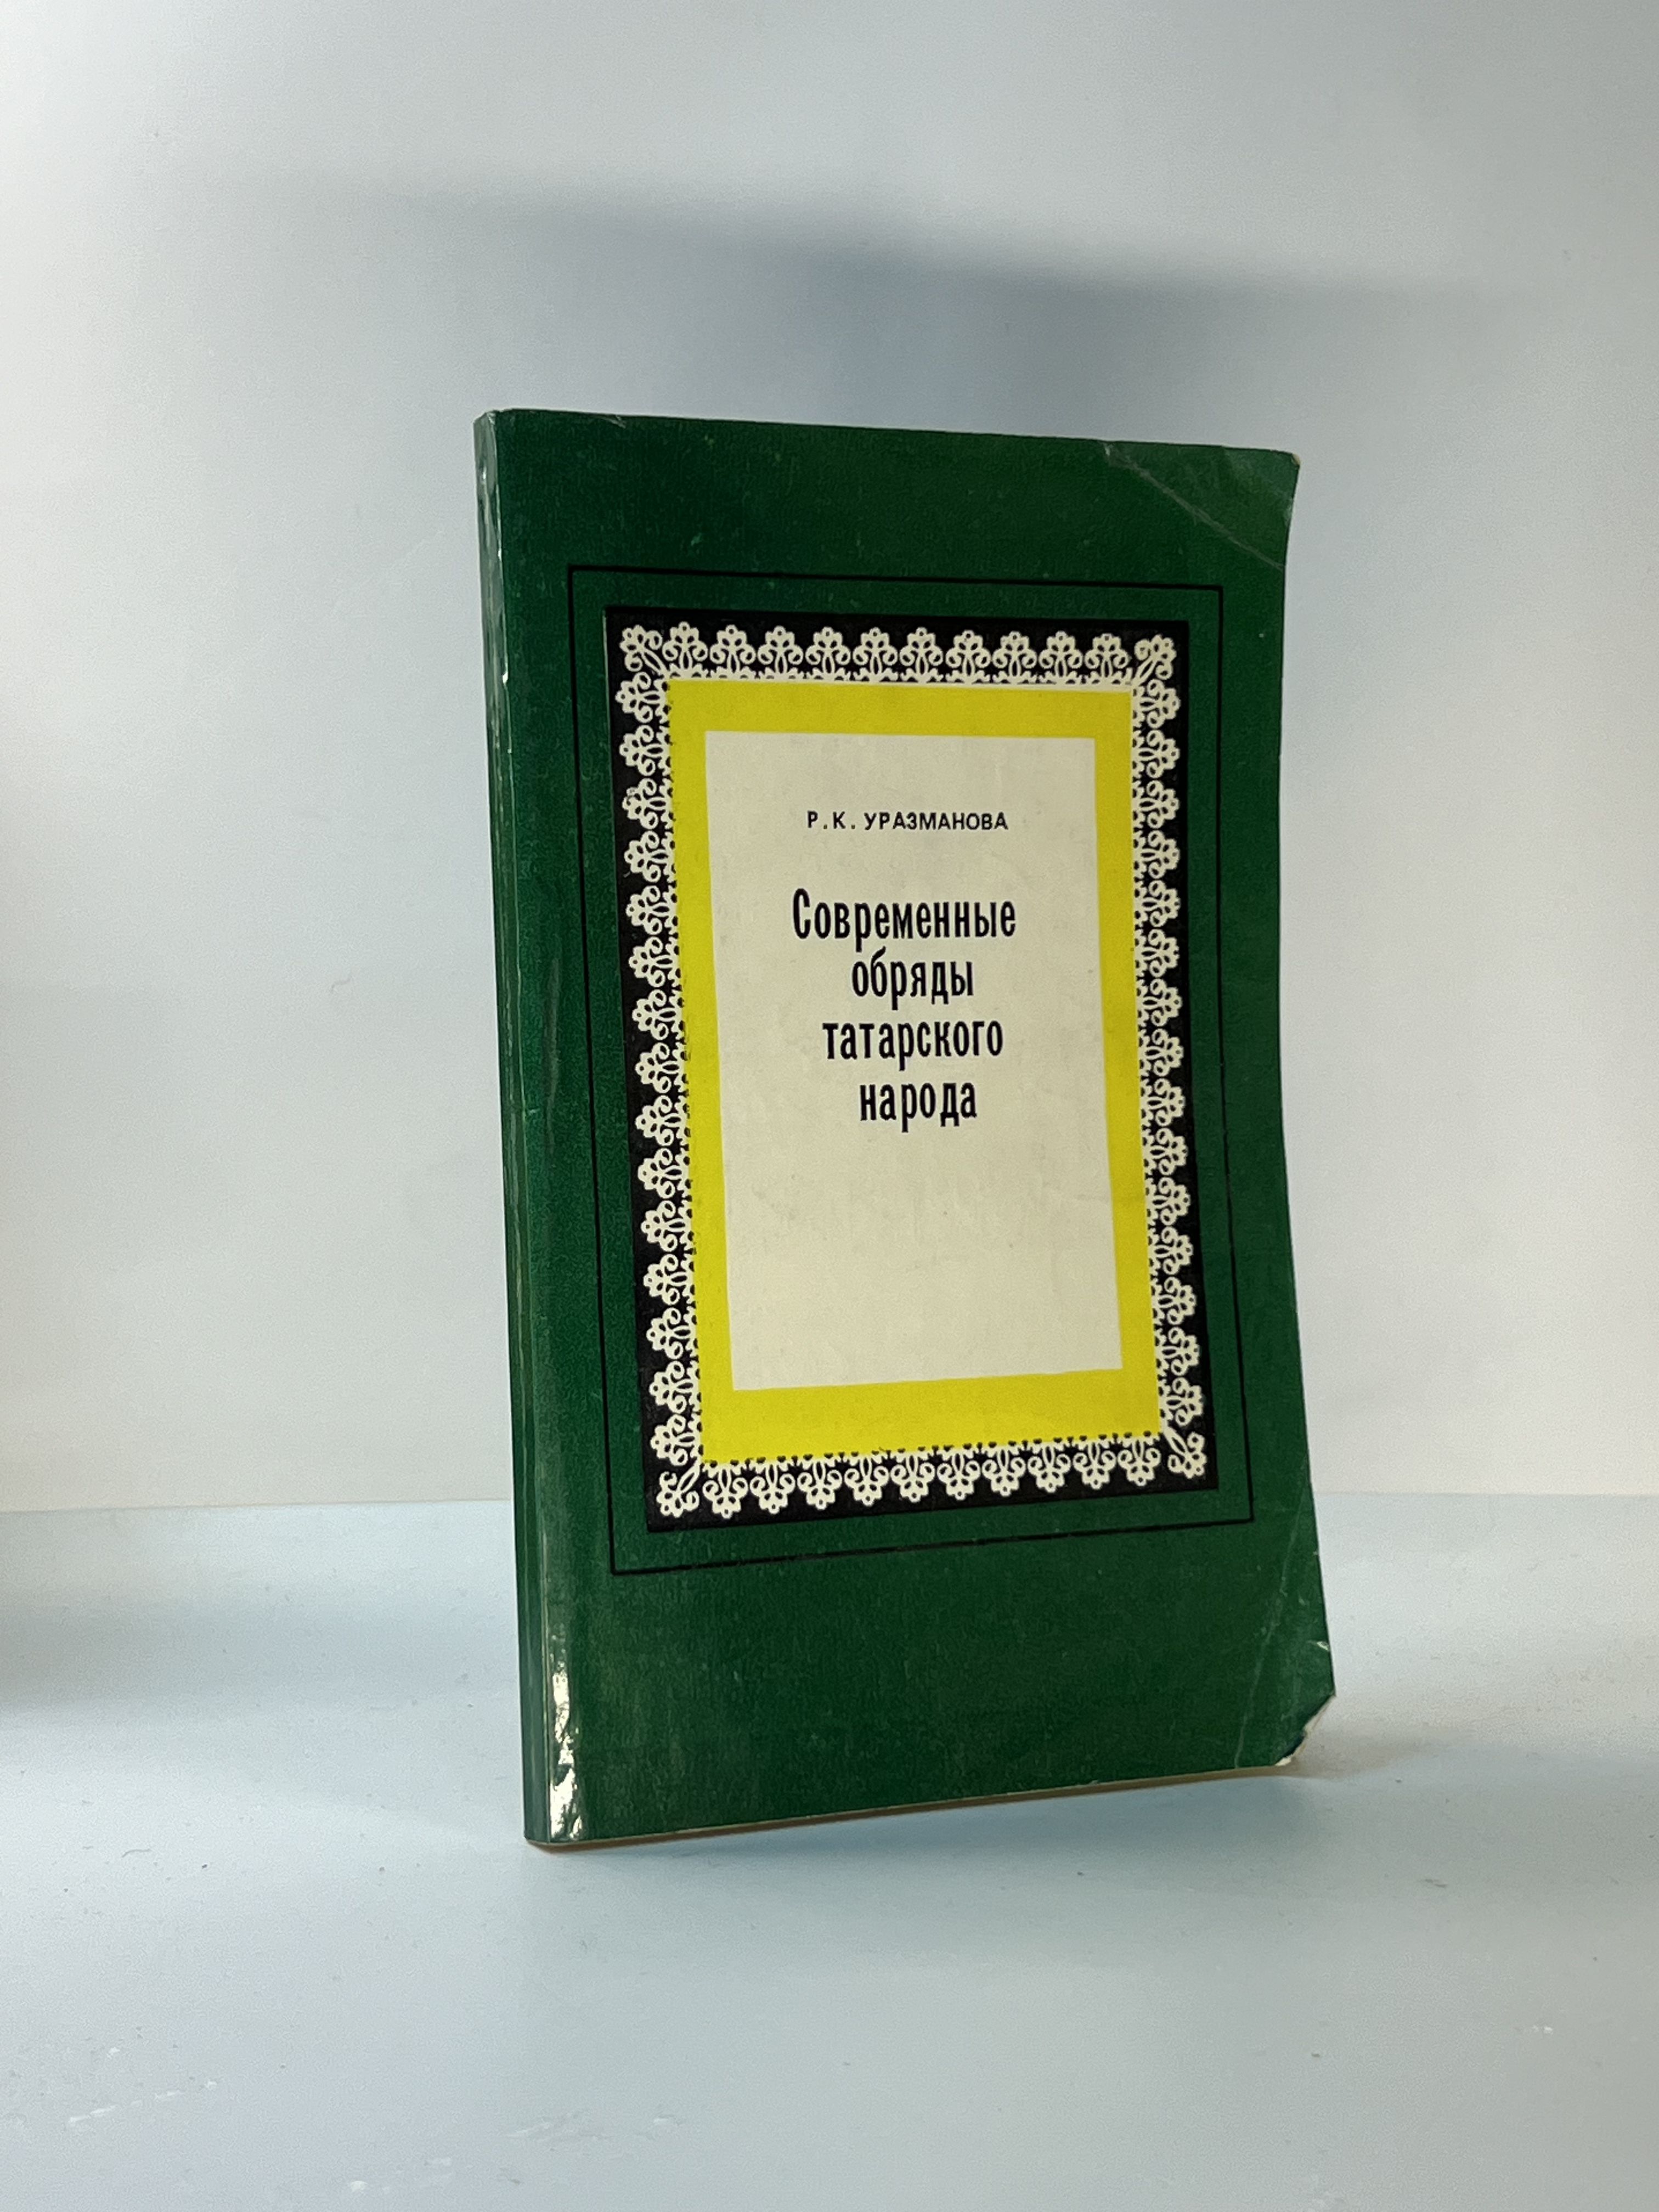 Р.К. УРАЗМАНОВА
Современные
обряды
татарского
народа